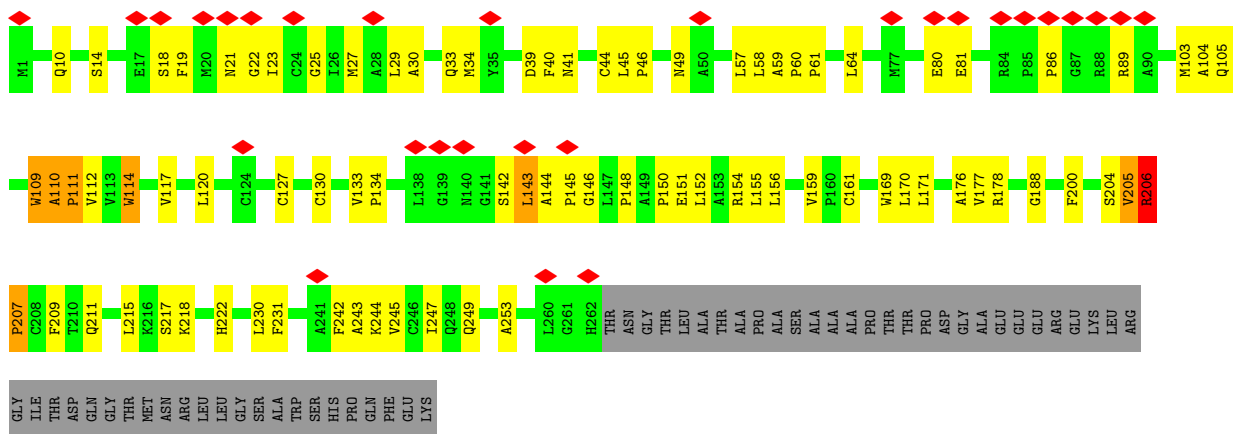 M1 Q10 S14 E17 S18 F19 M20 N21 G22 I23 C24 G25 I26 M27 A28 L29 A30 Q33 M34 Y35 D39 F40 N41 C44 L45 P46 N49 A50 L57 L58 A59 P60 P61 L64 M77 E80 E81 R84 P85 P86 G87 R88 R89 A90 M103 A104 Q105
W109 A110 P111 V112 V113 W114 V117 L120 C124 C127 C130 V133 P134 L138 G139 N140 G141 S142 L143 A144 P145 G146 L147 P148 A149 P150 E151 L152 A153 R154 L155 L156 V159 P160 C161 W169 L170 L171 A176 V177 R178 G188 F200 S204 V205 R206
P207 C208 F209 T210 Q211 L215 K216 S217 K218 H222 L230 F231 A241 F242 A243 K244 V245 C246 I247 Q248 Q249 A253 L260 G261 H262 THR ASN GLY THR LEU ALA THR ALA PRO ALA SER ALA ALA ALA PRO THR THR PRO ASP GLY ALA GLU GLU GLU ARG GLU LYS LEU ARG
GLY ILE THR ASP GLN GLY THR MET ASN ARG LEU LEU GLY SER ALA TRP SER HIS PRO GLN PHE GLU LYS